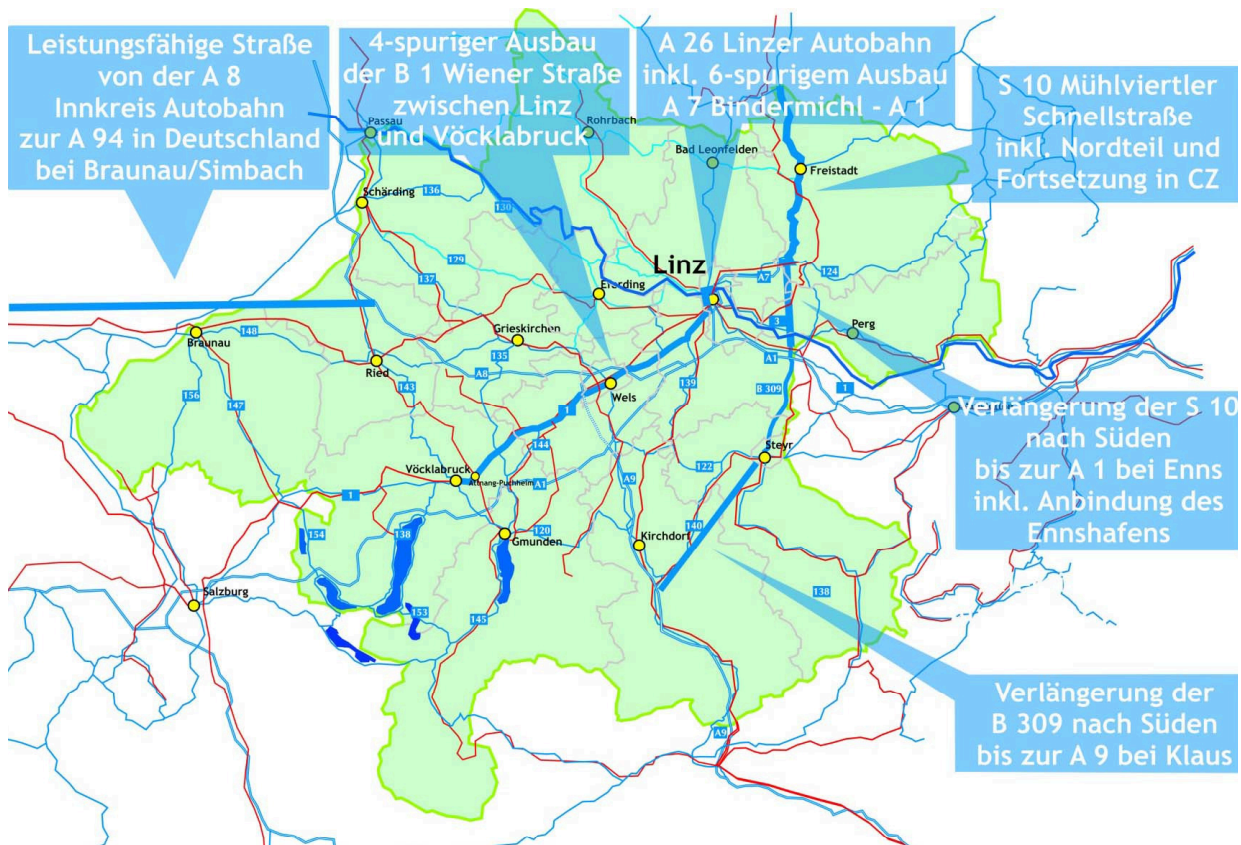 Leistungsfähige Straße
von der A 8
Innkreis Autobahn
zur A 94 in Deutschland
bei Braunau/Simbach
4-spuriger Ausbau
der B 1 Wiener Straße
zwischen Linz
und Vöcklabruck
A 26 Linzer Autobahn
inkl. 6-spurigem Ausbau
A 7 Bindermichl - A 1
S 10 Mühlviertler
Schnellstraße
inkl. Nordteil und
Fortsetzung in CZ
Passau
Rohrbach
Bad Leonfelden
Freistadt
Schärding
136
130
129
137
Linz
A7
124
Eferding
3
Perg
148
Braunau
Grieskirchen
135
Ried
A8
143
A1
139
B 309
1
Wels
1
156
147
Verlängerung der S 10
nach Süden
bis zur A 1 bei Enns
inkl. Anbindung des
Ennshafens
144
Steyr
122
Vöcklabruck
Attnang-Puchheim
A1
A9
1
154
138
120
Gmunden
140
Kirchdorf
138
Salzburg
153
145
Verlängerung der
B 309 nach Süden
bis zur A 9 bei Klaus
A9